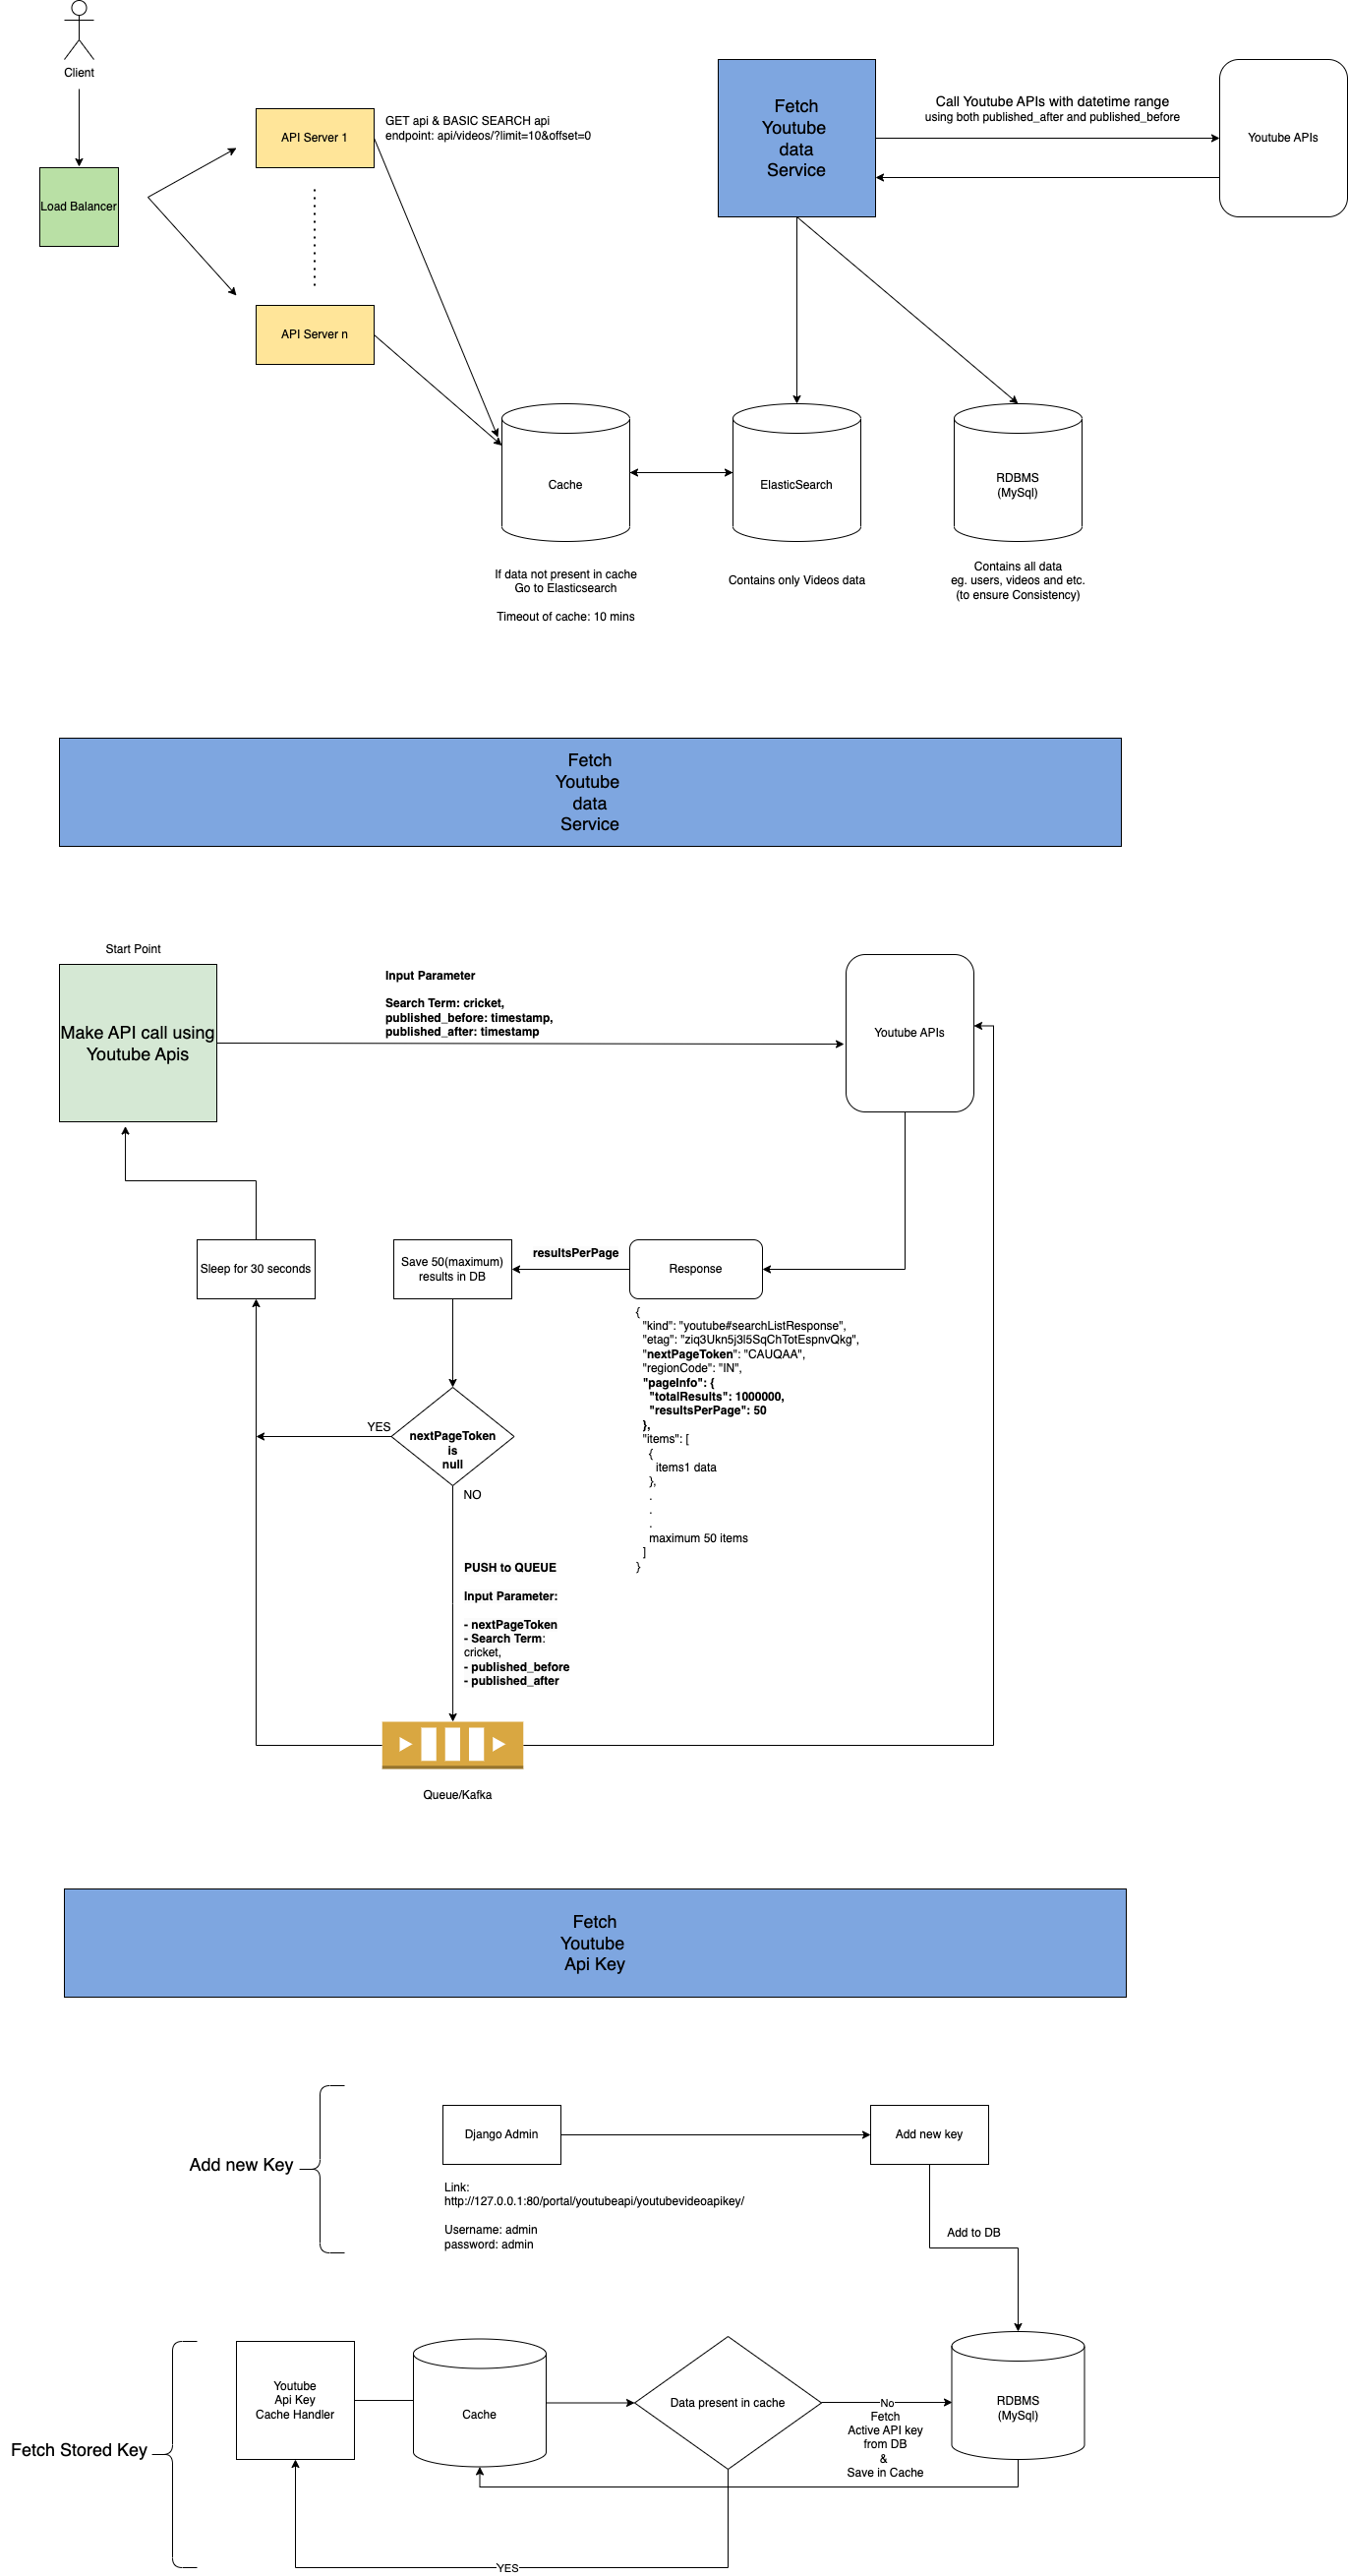 Client
Load Balancer
API Server 1
GET api & BASIC SEARCH api
endpoint: api/videos/?limit=10&offset=0
API Server n
Fetch
Youtube
data
Service
Call Youtube APIs with datetime range
using both published_after and published_before
Youtube APIs
Cache
ElasticSearch
RDBMS
(MySql)
If data not present in cache
Go to Elasticsearch
Timeout of cache: 10 mins
Contains only Videos data
Contains all data
eg. users, videos and etc.
(to ensure Consistency)
Fetch
Youtube
data
Service
Start Point
Make API call using
Youtube Apis
Input Parameter
Search Term: cricket,
published_before: timestamp,
published_after: timestamp
Youtube APIs
Sleep for 30 seconds
Save 50(maximum)
results in DB
resultsPerPage
Response
{
"kind": "youtube#searchListResponse",
"etag": "ziq3Ukn5j3l5SqChTotEspnvQkg",
"nextPageToken": "CAUQAA",
"regionCode": "IN",
"pageInfo": {
"totalResults": 1000000,
"resultsPerPage": 50
},
"items": [
{
items1 data
},
.
.
.
maximum 50 items
]
}
YES
nextPageToken
is
null
NO
PUSH to QUEUE
Input Parameter:
- nextPageToken
- Search Term:
cricket,
- published_before
- published_after
Queue/Kafka
Fetch
Youtube
Api Key
Add new Key
Django Admin
Add new key
Link:
http://127.0.0.1:80/portal/youtubeapi/youtubevideoapikey/
Username: admin
password: admin
Add to DB
Fetch Stored Key
Youtube
Api Key
Cache Handler
Cache
Data present in cache
No
Fetch
Active API key
from DB
&
Save in Cache
RDBMS
(MySql)
YES